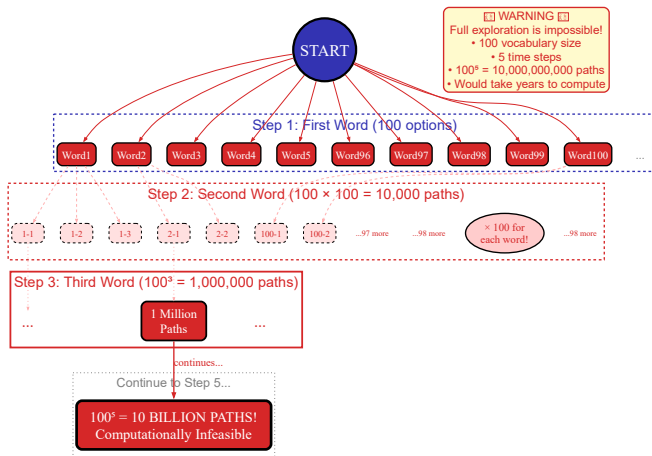 START
WARNING
Full exploration is impossible!
• 100 vocabulary size
• 5 time steps
• 100⁵ = 10,000,000,000 paths
• Would take years to compute
Step 1: First Word (100 options)
Word1 Word2 Word3 Word4 Word5 Word96 Word97 Word98 Word99 Word100 ...
Step 2: Second Word (100 × 100 = 10,000 paths)
1-1 1-2 1-3 2-1 2-2 100-1 100-2 ...97 more ...98 more × 100 for ...98 more
each word!
Step 3: Third Word (100³ = 1,000,000 paths)
... 1 Million ...
Paths
continues...
Continue to Step 5...
100⁵ = 10 BILLION PATHS!
Computationally Infeasible